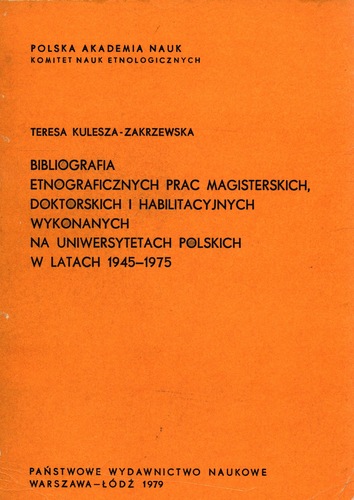 POLSKA AKADEMIA NAUK
KOMITET NAUK ETNOLOGICZNYCH
TERESA KULESZA-ZAKRZEWSKA
BIBLIOGRAFIA
ETNOGRAFICZNYCH PRAC MAGISTERSKICH,
DOKTORSKICH I HABILITACYJNYCH
WYKONANYCH
NA UNIWERSYTETACH POLSKICH
W LATACH 1945–1975
PAŃSTWOWE WYDAWNICTWO NAUKOWE
WARSZAWA–ŁÓDŹ 1979